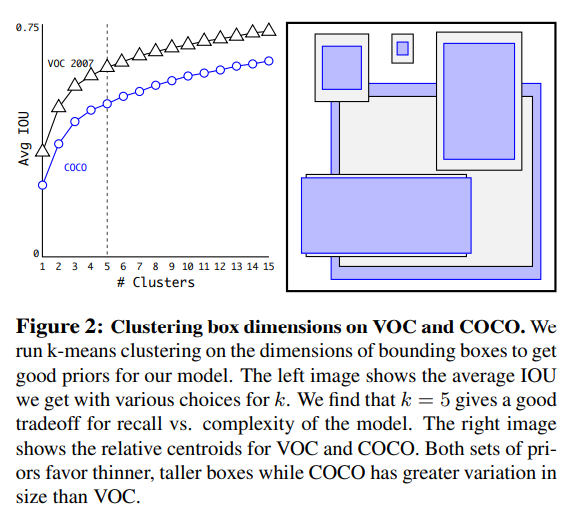 0.75
VOC 2007
Avg IOU
COCO
0
1 2 3 4 5 6 7 8 9 10 11 12 13 14 15
# Clusters
Figure 2: Clustering box dimensions on VOC and COCO. We
run k-means clustering on the dimensions of bounding boxes to get
good priors for our model. The left image shows the average IOU
we get with various choices for k. We find that k = 5 gives a good
tradeoff for recall vs. complexity of the model. The right image
shows the relative centroids for VOC and COCO. Both sets of pri-
ors favor thinner, taller boxes while COCO has greater variation in
size than VOC.